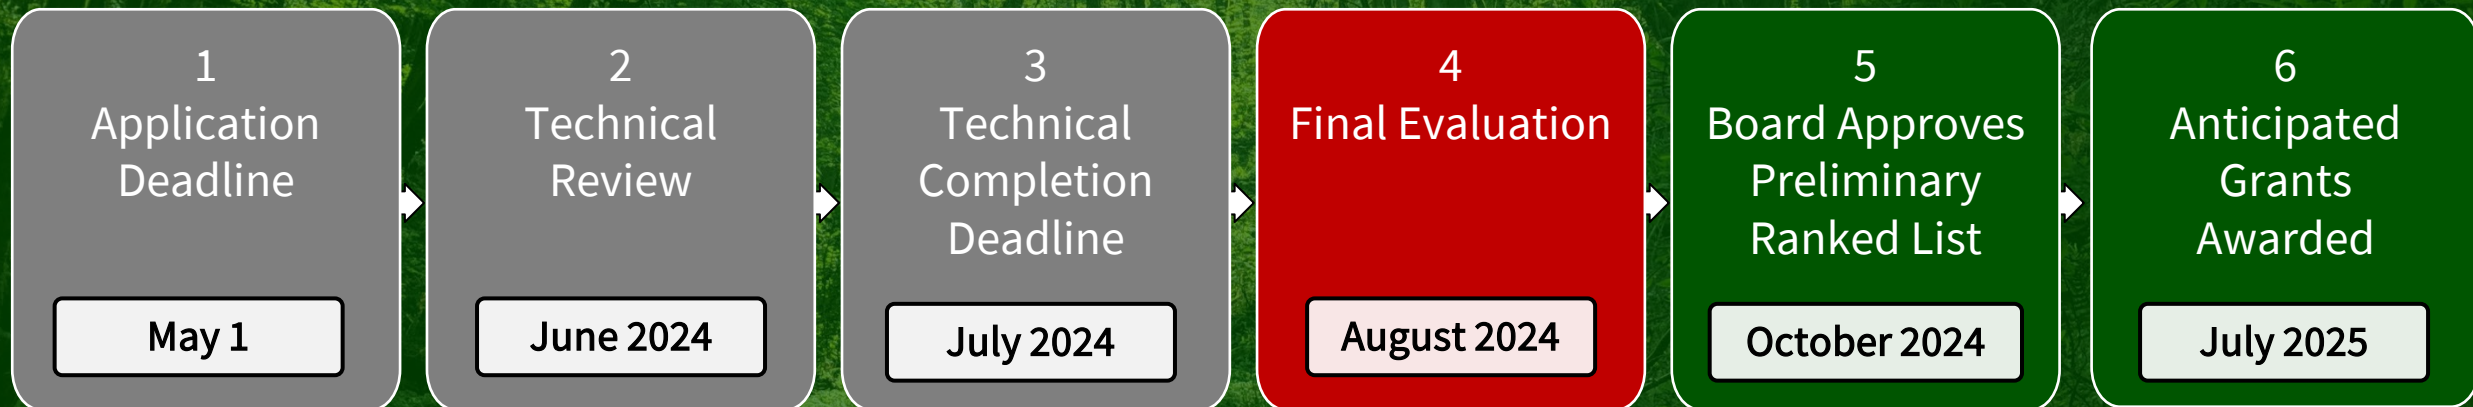 1
Application
Deadline
May 1
2
Technical
Review
June 2024
3
Technical
Completion
Deadline
July 2024
4
Final Evaluation
August 2024
5
Board Approves
Preliminary
Ranked List
October 2024
6
Anticipated
Grants
Awarded
July 2025